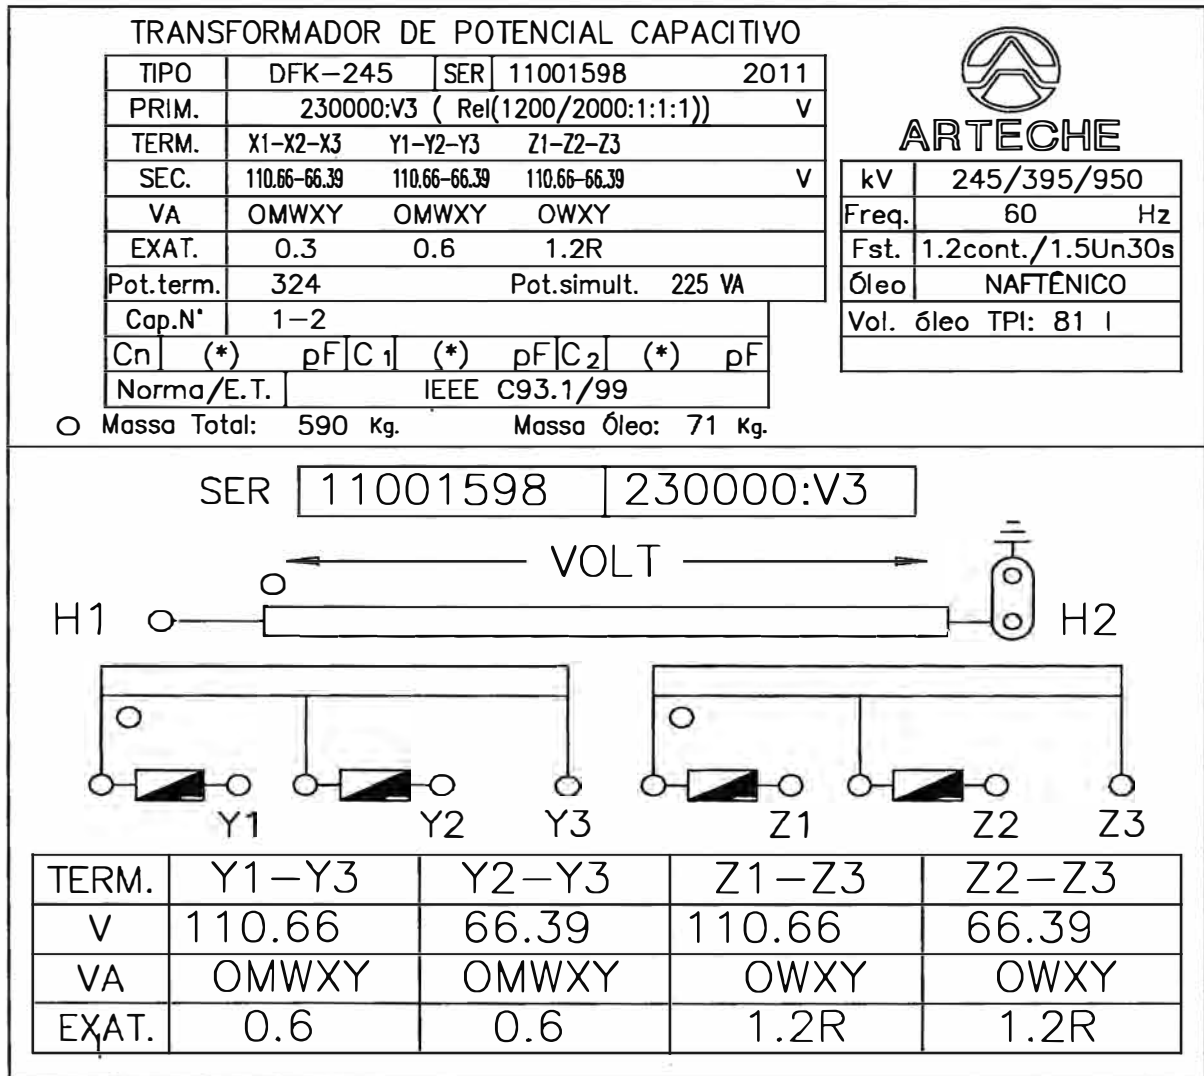 TRANSFORMADOR DE POTENCIAL CAPACITIVO
TIPO DFK-245 SER 11001598 2011
PRIM. 230000:V3 ( Rel(1200/2000:1:1:1)) V
TERM. X1-X2-X3 Y1-Y2-Y3 Z1-Z2-Z3
SEC. 110.66-66.39 110.66-66.39 110.66-66.39 V
VA OMWXY OMWXY OWXY
EXAT. 0.3 0.6 1.2R
Pot.term. 324 Pot.simult. 225 VA
Cap.N° 1-2
Cn (*) pF C1 (*) pF C2 (*) pF
Norma/E.T. IEEE C93.1/99
Massa Total: 590 Kg. Massa Óleo: 71 Kg.
ARTECHE
kV 245/395/950
Freq. 60 Hz
Fst. 1.2cont./1.5Un30s
Óleo NAFTÊNICO
Vol. óleo TPI: 81 l
SER 11001598 230000:V3
VOLT
H1 H2
Y1 Y2 Y3 Z1 Z2 Z3
TERM. Y1-Y3 Y2-Y3 Z1-Z3 Z2-Z3
V 110.66 66.39 110.66 66.39
VA OMWXY OMWXY OWXY OWXY
EXAT. 0.6 0.6 1.2R 1.2R